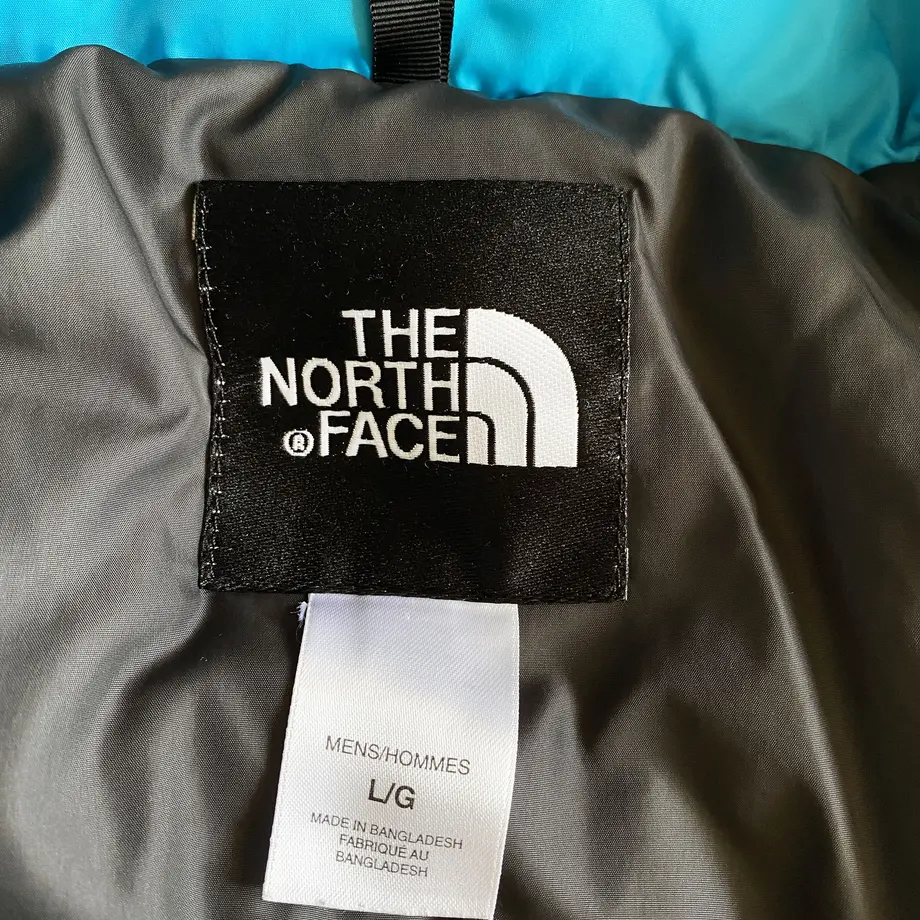 THE
NORTH
® FACE
MENS/HOMMES
L/G
MADE IN BANGLADESH
FABRIQUÉ AU
BANGLADESH